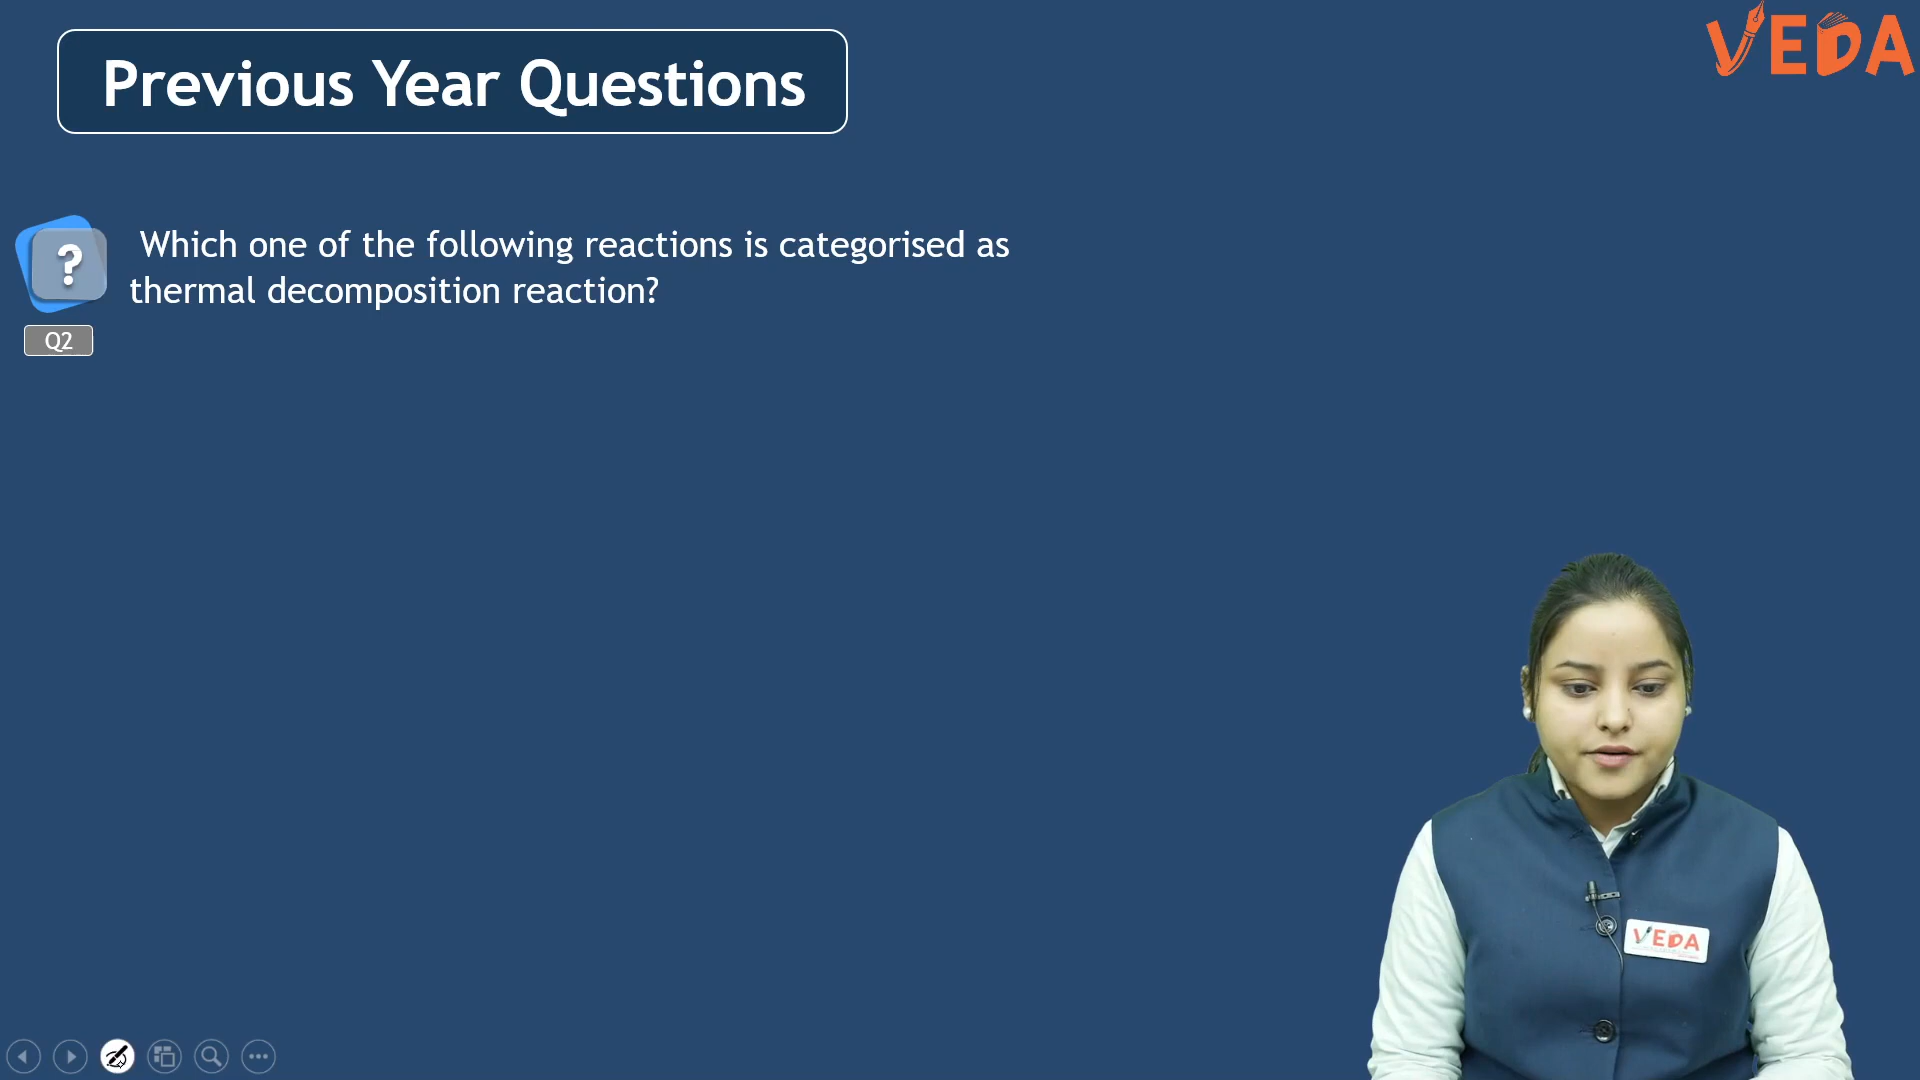 VEDA
Previous Year Questions
Which one of the following reactions is categorised as
thermal decomposition reaction?
?
Q2
VEDA